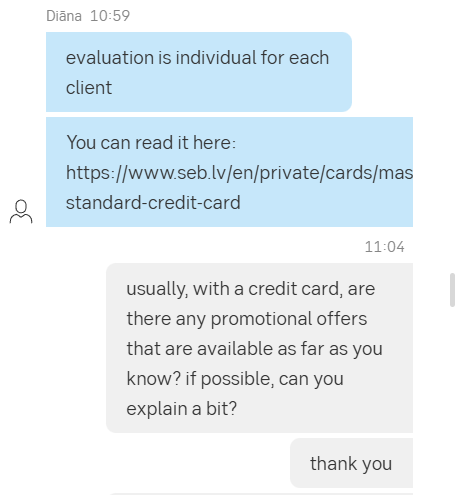 Diāna 10:59
evaluation is individual for each
client
You can read it here:
https://www.seb.lv/en/private/cards/mas
standard-credit-card
11:04
usually, with a credit card, are
there any promotional offers
that are available as far as you
know? if possible, can you
explain a bit?
thank you